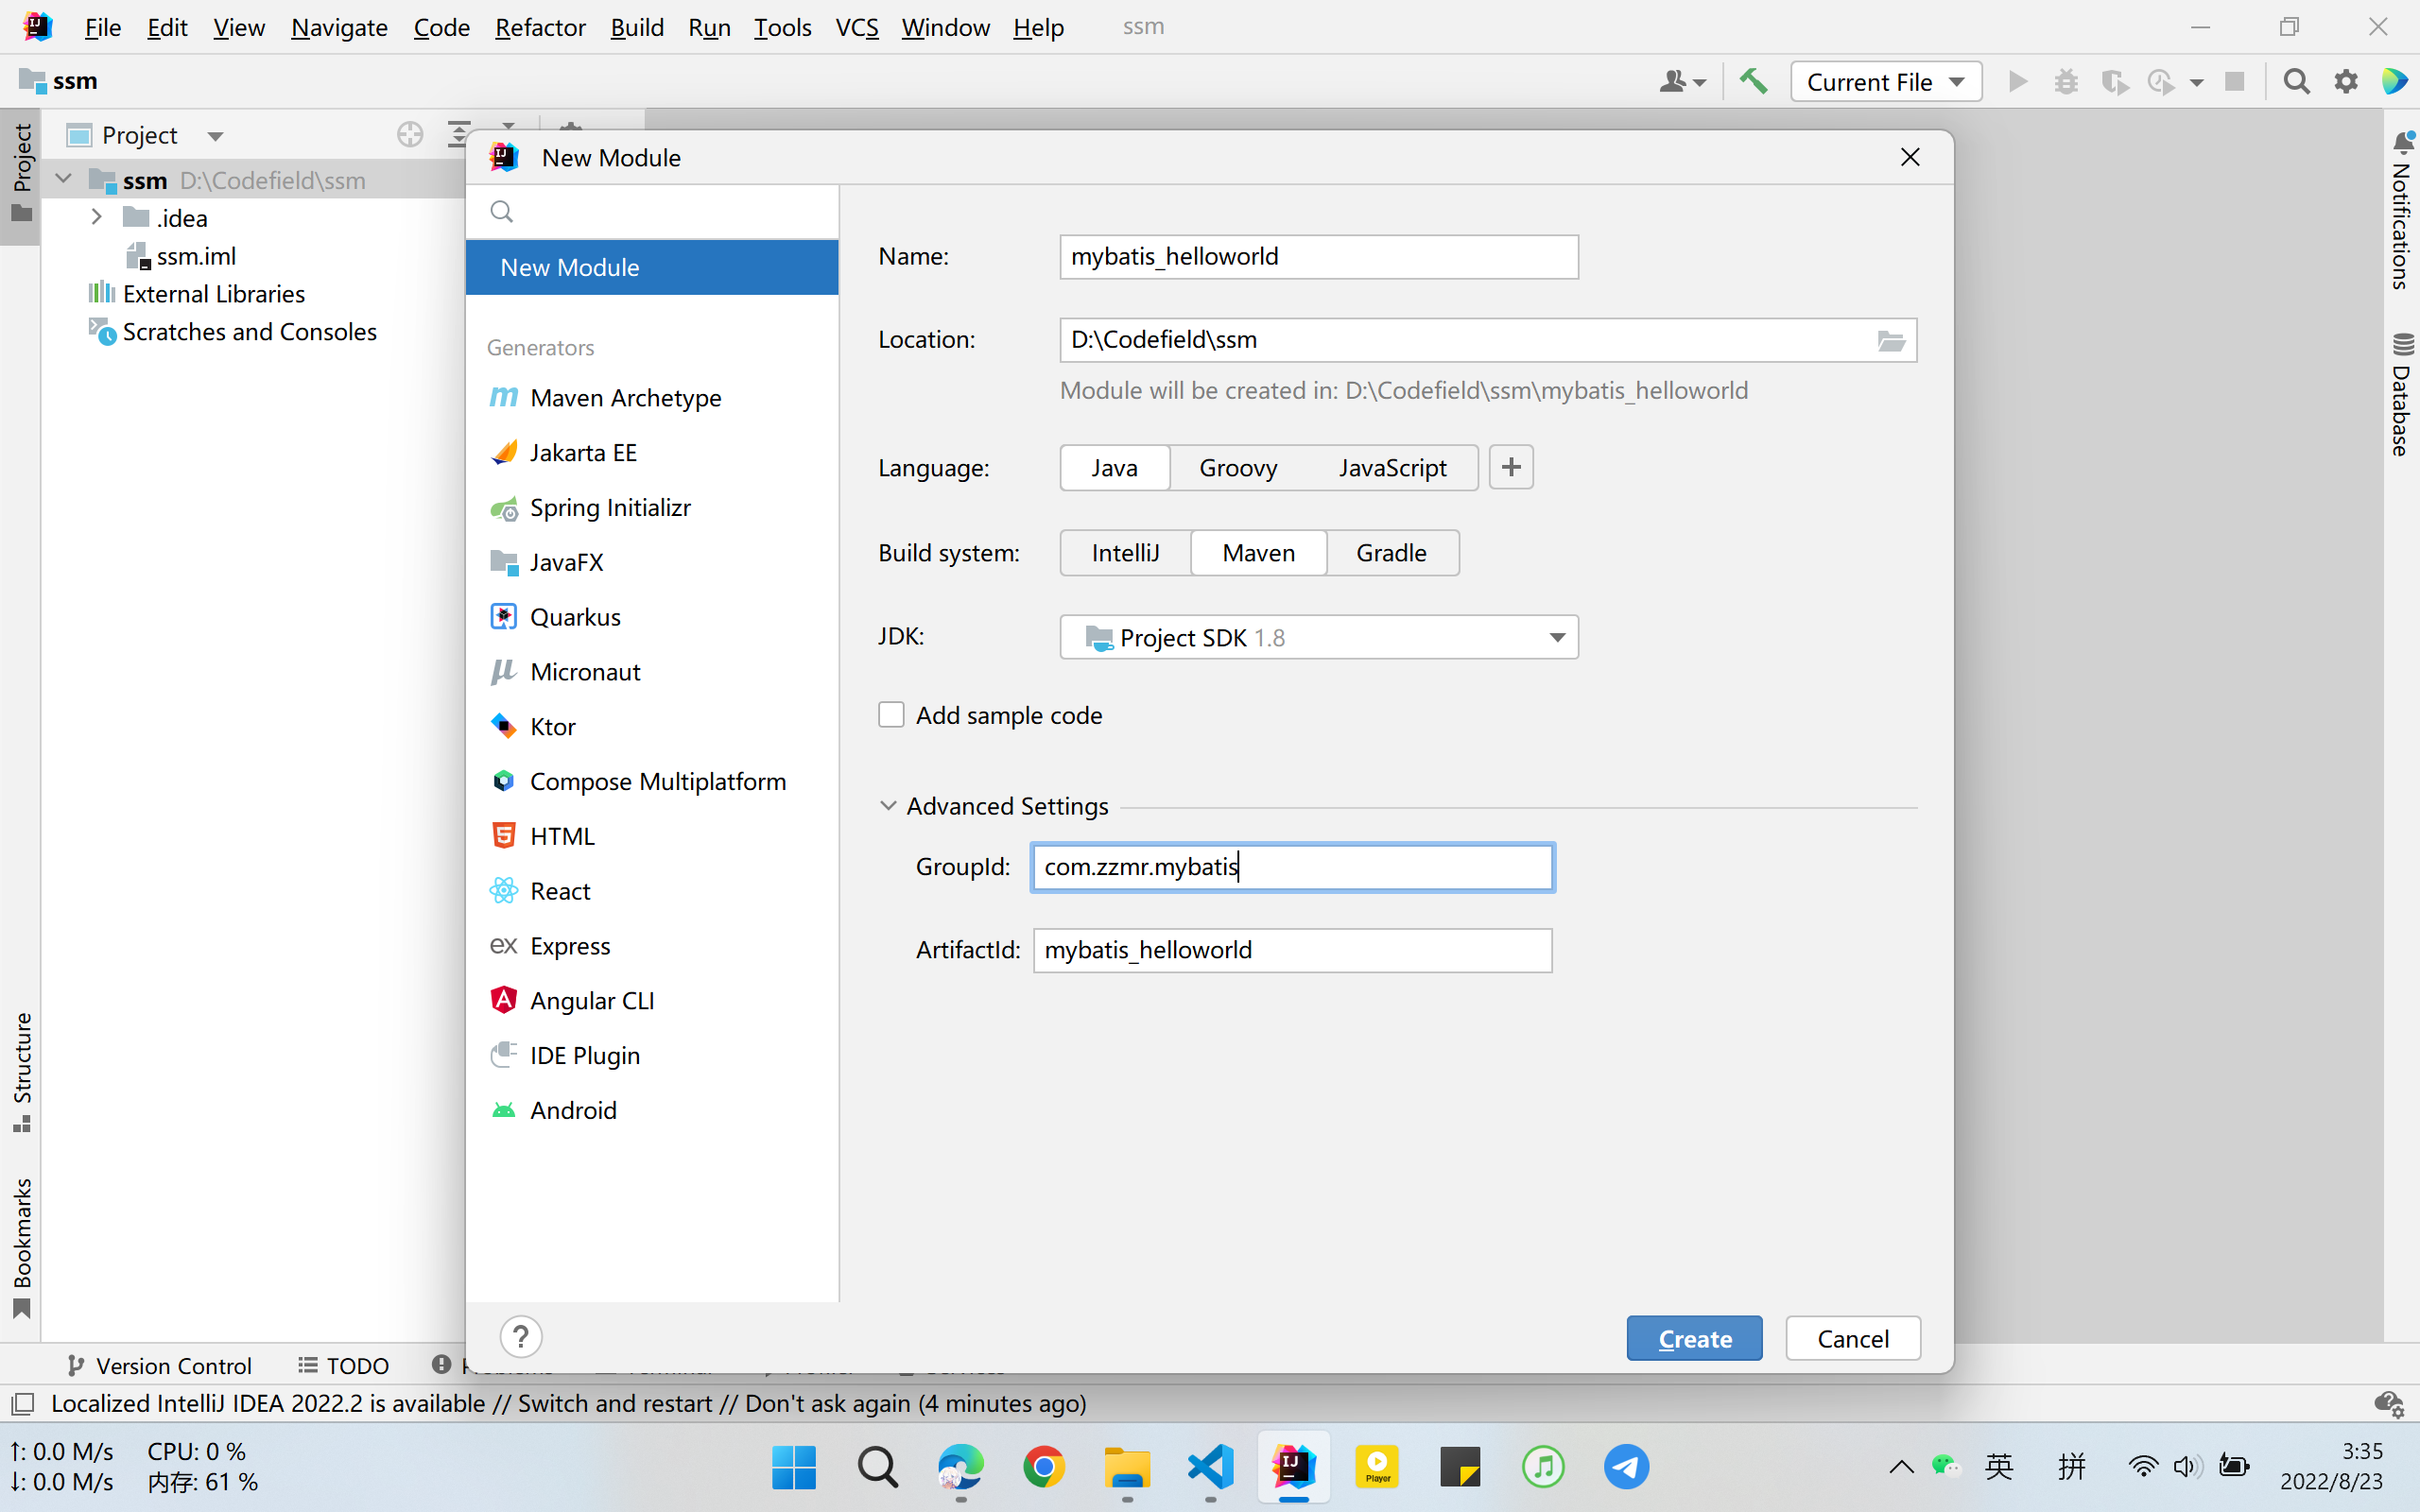 File Edit View Navigate Code Refactor Build Run Tools VCS Window Help ssm
ssm
Current File
Project
Project
ssm D:\Codefield\ssm
.idea
ssm.iml
External Libraries
Scratches and Consoles
Structure
Bookmarks
Notifications
Database
New Module
New Module
Generators
Maven Archetype
Jakarta EE
Spring Initializr
JavaFX
Quarkus
Micronaut
Ktor
Compose Multiplatform
HTML
React
ex Express
Angular CLI
IDE Plugin
Android
Name: mybatis_helloworld
Location: D:\Codefield\ssm
Module will be created in: D:\Codefield\ssm\mybatis_helloworld
Language: Java Groovy JavaScript +
Build system: IntelliJ Maven Gradle
JDK: Project SDK 1.8
Add sample code
Advanced Settings
GroupId: com.zzmr.mybatis
ArtifactId: mybatis_helloworld
? Create Cancel
Version Control TODO
Localized IntelliJ IDEA 2022.2 is available // Switch and restart // Don't ask again (4 minutes ago)
↑: 0.0 M/s CPU: 0 %
↓: 0.0 M/s 内存: 61 %
Player
英 拼
3:35
2022/8/23